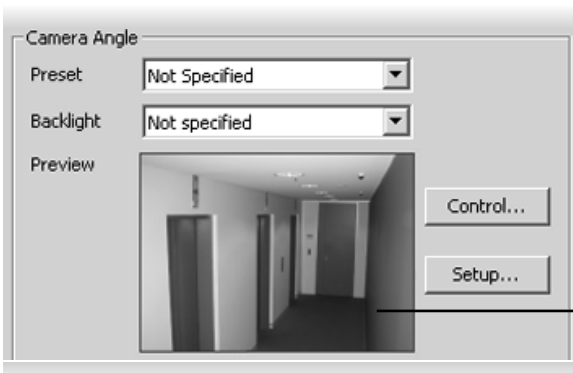 Camera Angle
Preset Not Specified
Backlight Not specified
Preview
Control...
Setup...